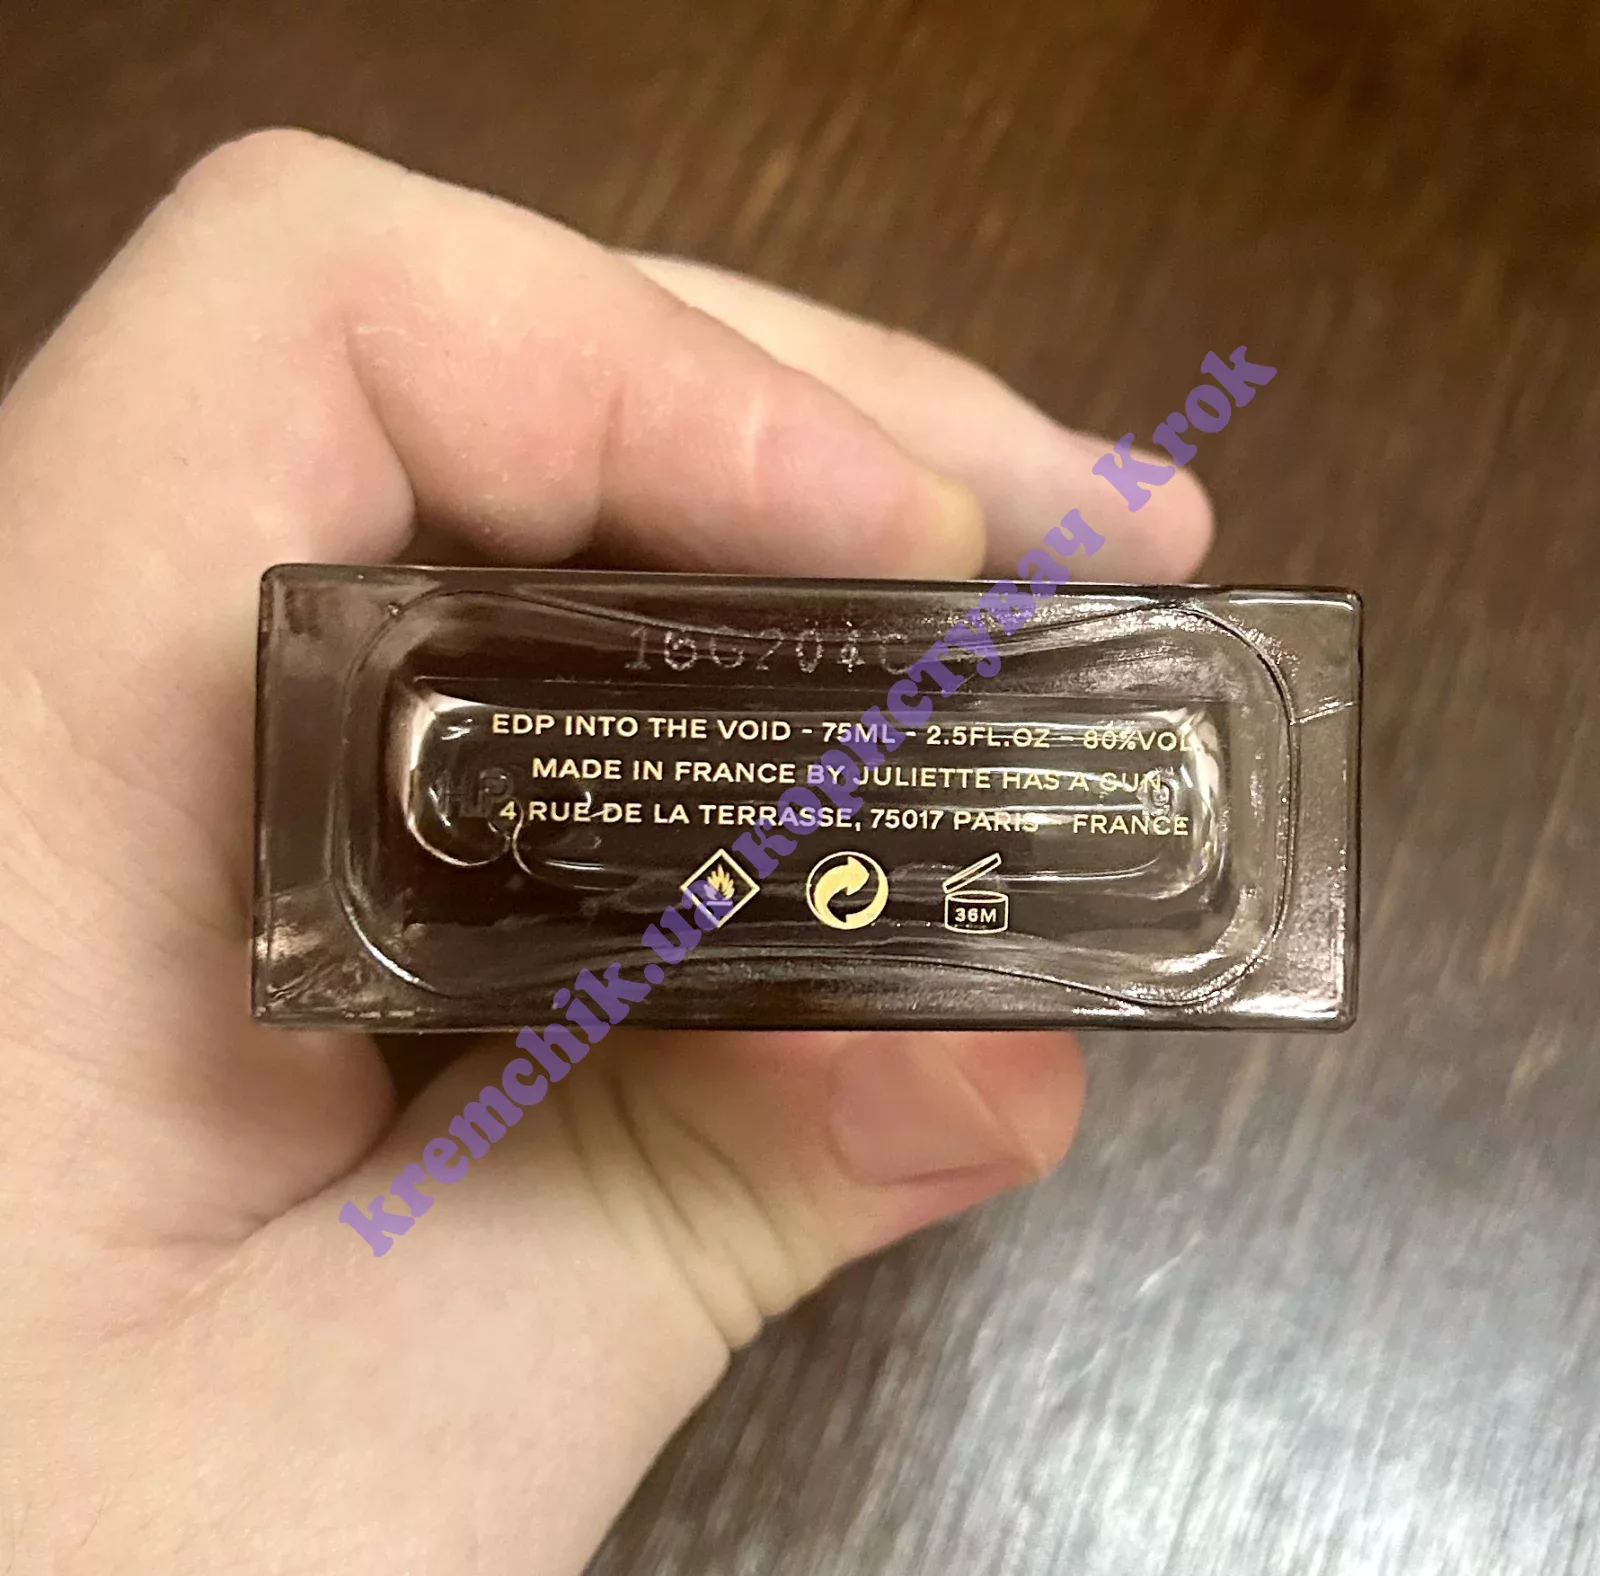 EDP INTO THE VOID - 75ML - 2.5FL.OZ - 80%VOL.
MADE IN FRANCE BY JULIETTE HAS A GUN
4 RUE DE LA TERRASSE, 75017 PARIS - FRANCE
36M
kremchik.ua користувач Krok